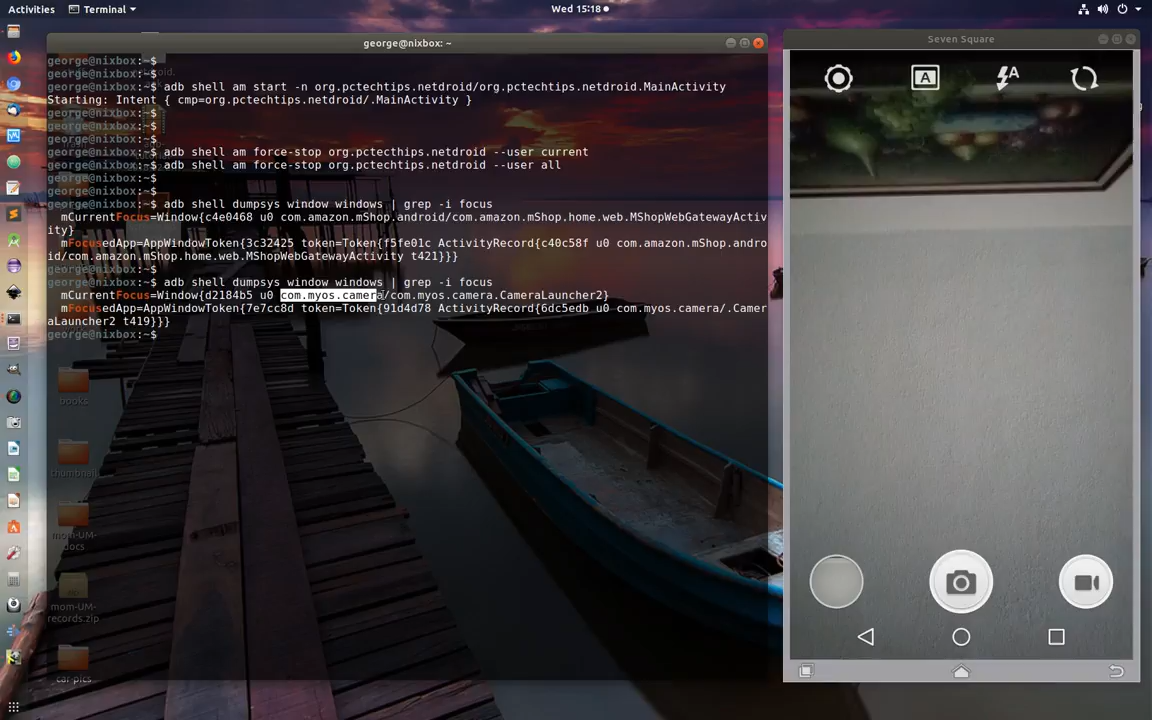 Activities
Terminal
Wed 15:18
george@nixbox: ~
Seven Square
george@nixbox:~$
george@nixbox:~$
george@nixbox:~$ adb shell am start -n org.pctechtips.netdroid/org.pctechtips.netdroid.MainActivity
Starting: Intent { cmp=org.pctechtips.netdroid/.MainActivity }
george@nixbox:~$
george@nixbox:~$
george@nixbox:~$
george@nixbox:~$ adb shell am force-stop org.pctechtips.netdroid --user current
george@nixbox:~$ adb shell am force-stop org.pctechtips.netdroid --user all
george@nixbox:~$
george@nixbox:~$
george@nixbox:~$ adb shell dumpsys window windows | grep -i focus
mCurrentFocus=Window{c4e0468 u0 com.amazon.mShop.android/com.amazon.mShop.home.web.MShopWebGatewayActiv
ity}
mFocusedApp=AppWindowToken{3c32425 token=Token{f5fe01c ActivityRecord{c40c58f u0 com.amazon.mShop.andro
id/com.amazon.mShop.home.web.MShopWebGatewayActivity t421}}}
george@nixbox:~$
george@nixbox:~$ adb shell dumpsys window windows | grep -i focus
mCurrentFocus=Window{d2184b5 u0 com.myos.camera/com.myos.camera.CameraLauncher2}
mFocusedApp=AppWindowToken{7e7cc8d token=Token{91d4d78 ActivityRecord{6dc5edb u0 com.myos.camera/.Camer
aLauncher2 t419}}}
george@nixbox:~$
books
thumbnail
mom-UM-
docs
mom-UM-
records.zip
car-pics
A
A